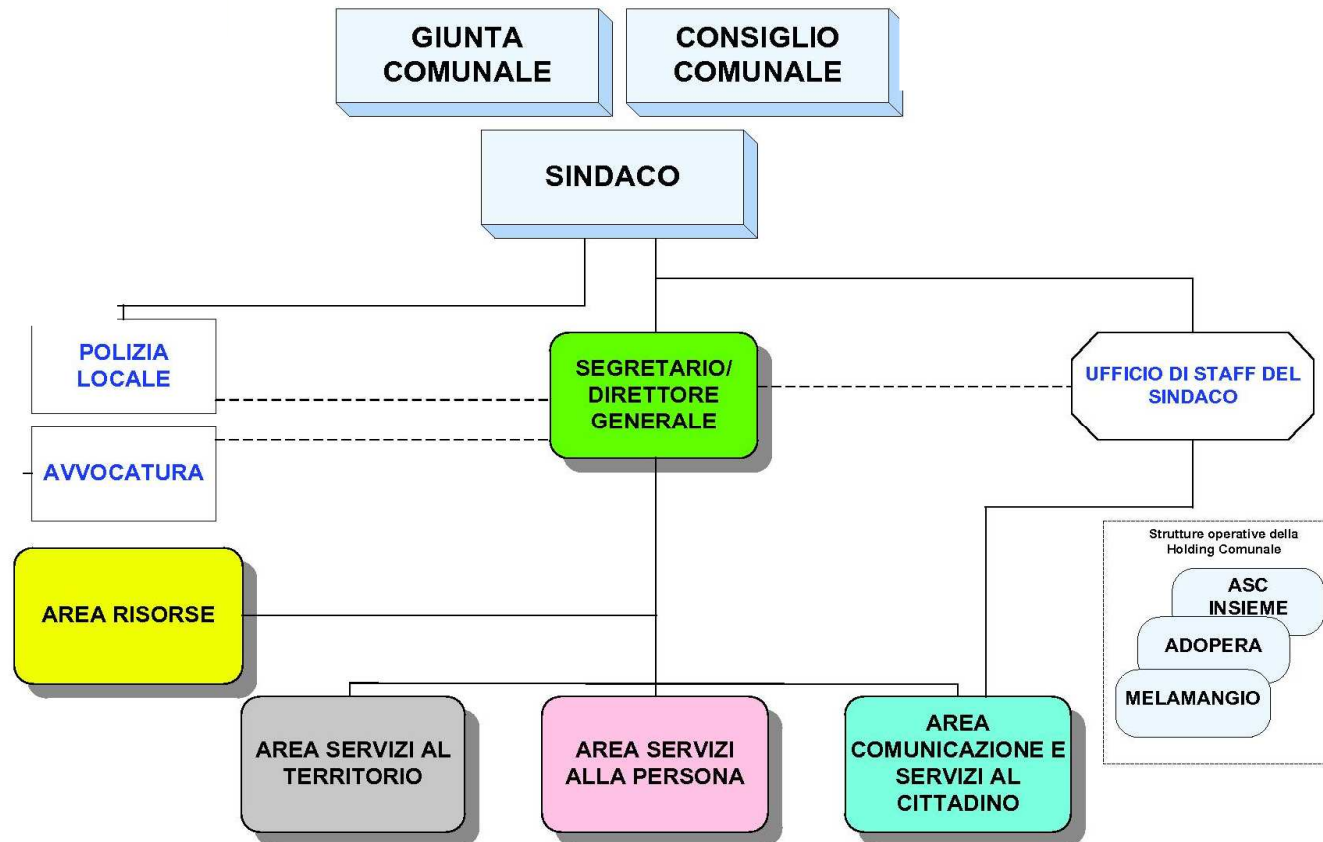 GIUNTA
COMUNALE
CONSIGLIO
COMUNALE
SINDACO
POLIZIA
LOCALE
SEGRETARIO/
DIRETTORE
GENERALE
UFFICIO DI STAFF DEL
SINDACO
AVVOCATURA
Strutture operative della
Holding Comunale
ASC
INSIEME
ADOPERA
MELAMANGIO
AREA RISORSE
AREA SERVIZI AL
TERRITORIO
AREA SERVIZI
ALLA PERSONA
AREA
COMUNICAZIONE E
SERVIZI AL
CITTADINO